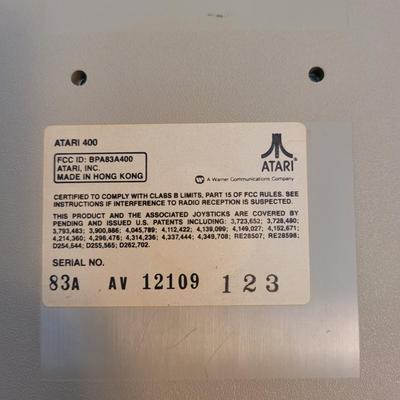 ATARI 400
FCC ID: BPA83A400
ATARI, INC.
MADE IN HONG KONG
ATARI
A Warner Communications Company
CERTIFIED TO COMPLY WITH CLASS B LIMITS, PART 15 OF FCC RULES. SEE
INSTRUCTIONS IF INTERFERENCE TO RADIO RECEPTION IS SUSPECTED.
THIS PRODUCT AND THE ASSOCIATED JOYSTICKS ARE COVERED BY
PENDING AND ISSUED U.S. PATENTS INCLUDING: 3,723,652; 3,728,480;
3,793,483; 3,900,886; 4,045,789; 4,112,422; 4,139,099; 4,149,027; 4,152,671;
4,214,360; 4,296,476; 4,314,236; 4,337,444; 4,349,708; RE28507; RE28598;
D254,544; D255,565; D262,702.
SERIAL NO.
83A AV 12109 123